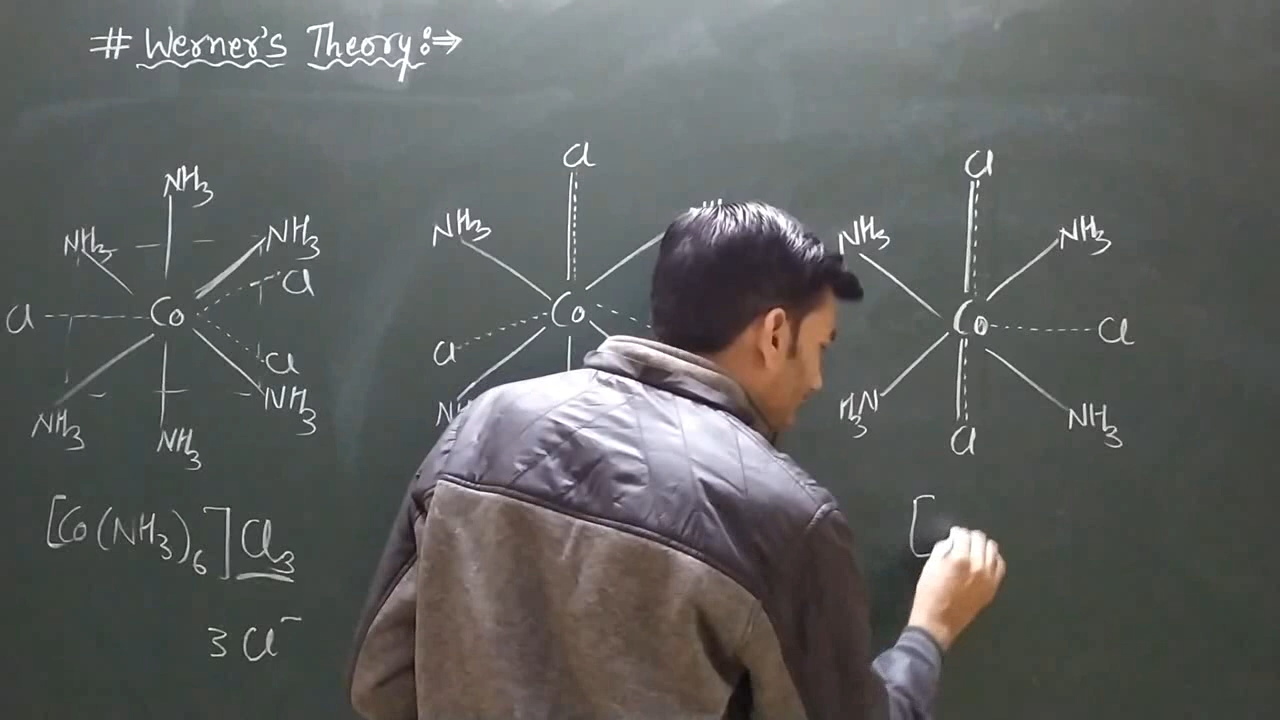 # Werner's Theory:→
NH3
NH3
NH3
Cl
Co
Cl
Cl
NH3
NH3
NH3
[Co(NH3)6]Cl3
3Cl⁻
Cl
NH3
Co
Cl
Cl
NH3
NH3
Co
Cl
H3N
NH3
Cl
[